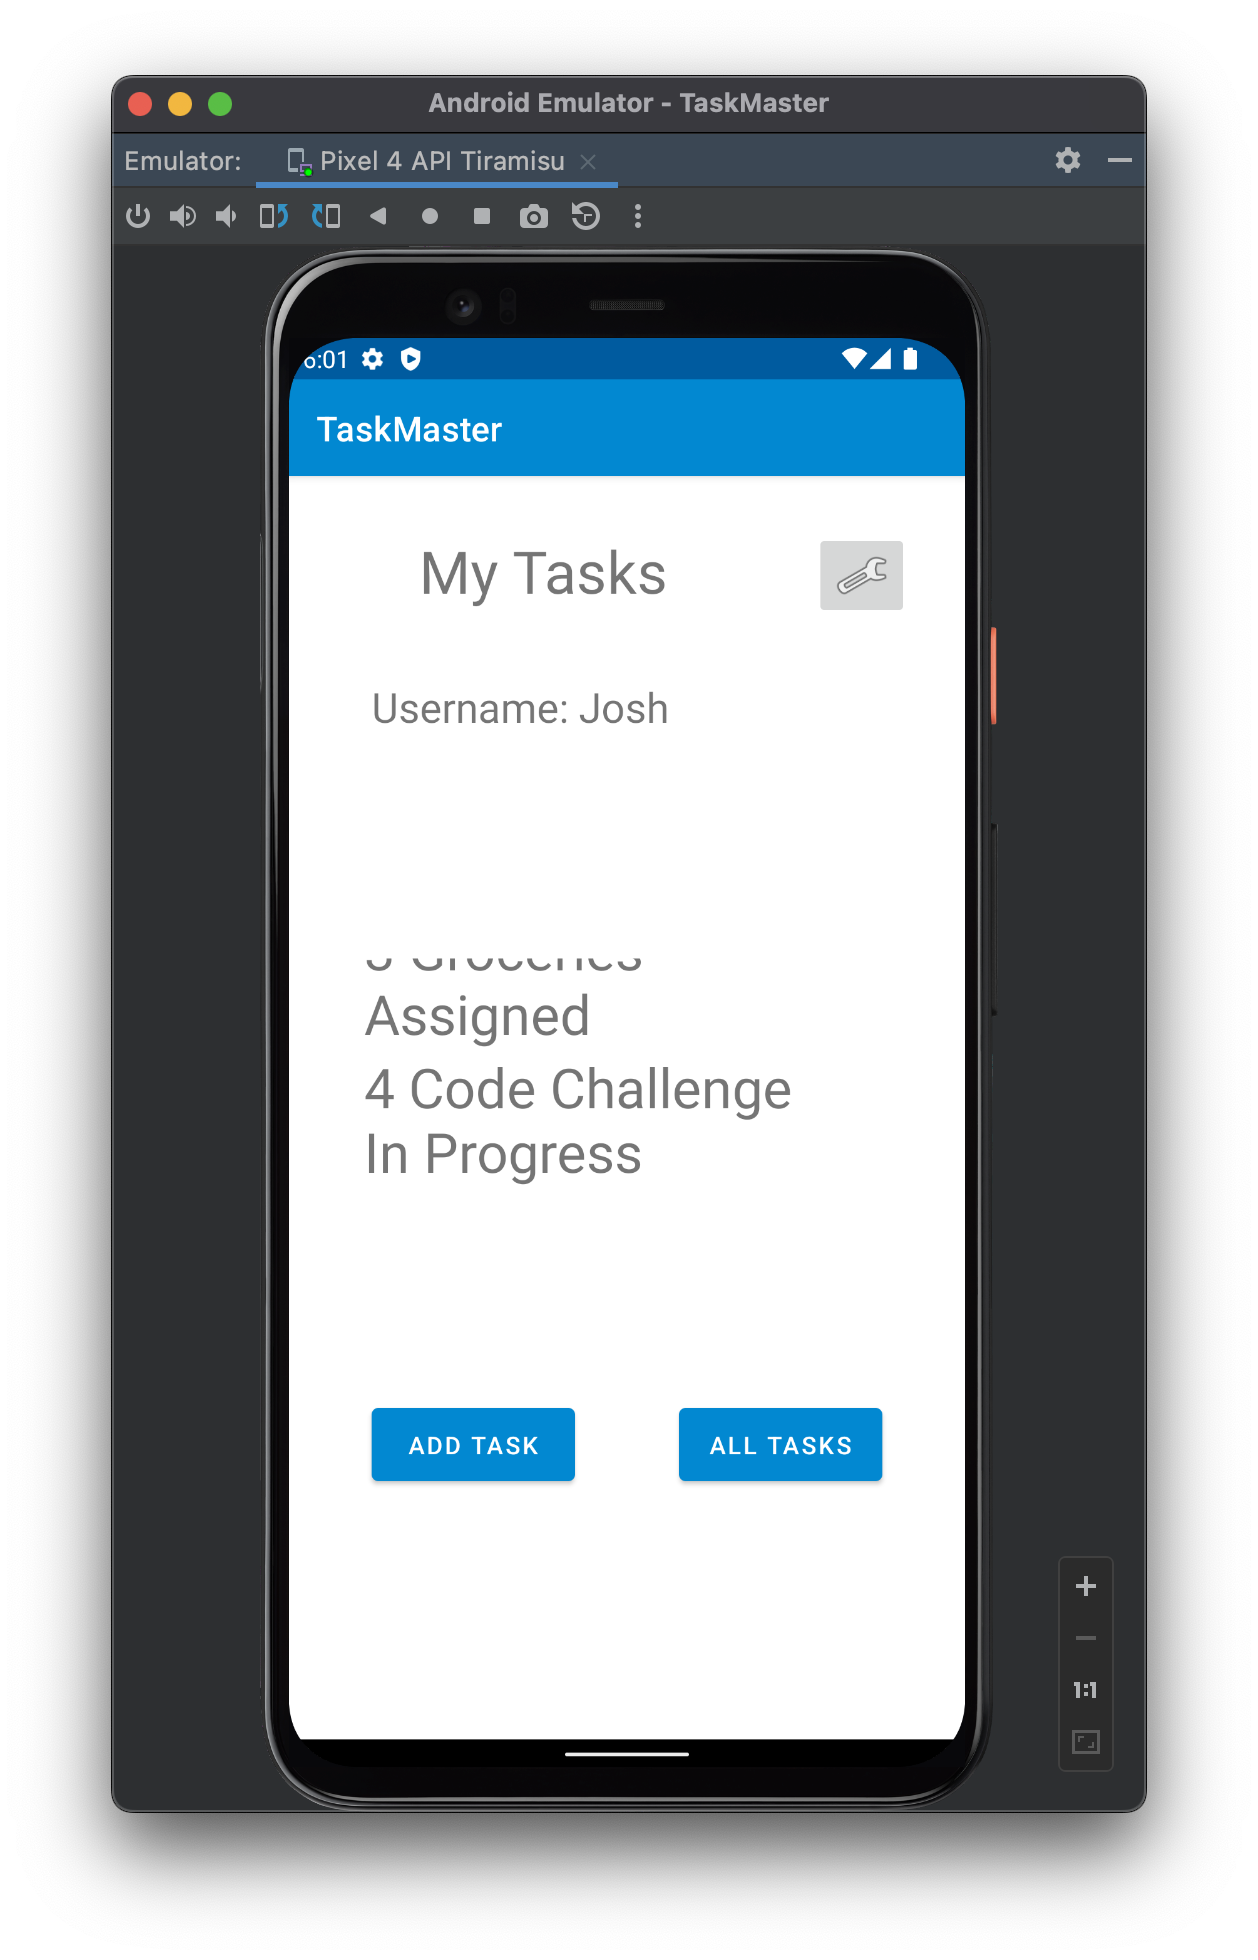 Android Emulator - TaskMaster
Emulator: Pixel 4 API Tiramisu
6:01
TaskMaster
My Tasks
Username: Josh
Groceries
Assigned
4 Code Challenge
In Progress
ADD TASK
ALL TASKS
1:1